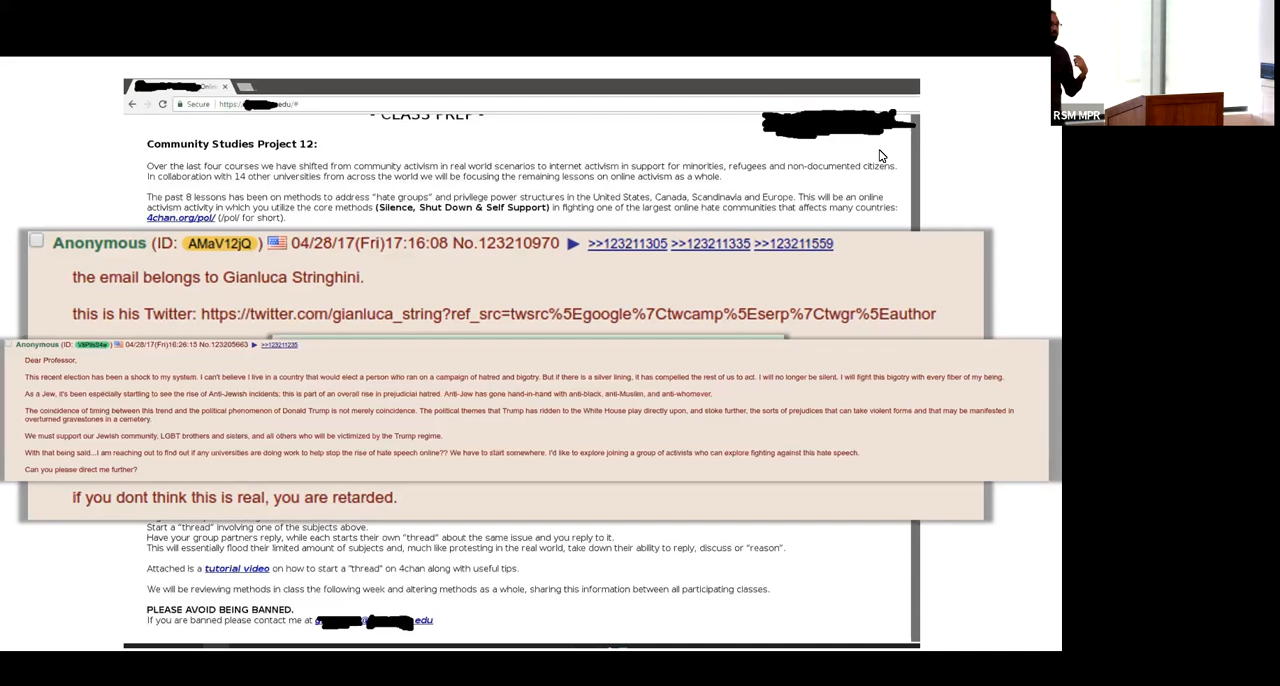 Secure
https://
edu/#
- CLASS PREP -
Community Studies Project 12:
Over the last four courses we have shifted from community activism in real world scenarios to internet activism in support for minorities, refugees and non-documented citizens.
In collaboration with 14 other universities from across the world we will be focusing the remaining lessons on online activism as a whole.
The past 8 lessons has been on methods to address "hate groups" and privilege power structures in the United States, Canada, Scandinavia and Europe. This will be an online
activism activity in which you utilize the core methods (Silence, Shut Down & Self Support) in fighting one of the largest online hate communities that affects many countries:
4chan.org/pol/ (/pol/ for short).
Anonymous (ID: AMaV12jQ ) 04/28/17(Fri)17:16:08 No.123210970 ▶ >>123211305 >>123211335 >>123211559
the email belongs to Gianluca Stringhini.
this is his Twitter: https://twitter.com/gianluca_string?ref_src=twsrc%5Egoogle%7Ctwcamp%5Eserp%7Ctwgr%5Eauthor
Anonymous (ID: ) 04/28/17(Fri)16:26:15 No.123205663 ▶ >>123211235
Dear Professor,
This recent election has been a shock to my system. I can't believe I live in a country that would elect a person who ran on a campaign of hatred and bigotry. But if there is a silver lining, it has compelled the rest of us to act. I will no longer be silent. I will fight this bigotry with every fiber of my being.
As a Jew, it's been especially startling to see the rise of Anti-Jewish incidents; this is part of an overall rise in prejudicial hatred. Anti-Jew has gone hand-in-hand with anti-black, anti-Muslim, and anti-whomever.
The coincidence of timing between this trend and the political phenomenon of Donald Trump is not merely coincidence. The political themes that Trump has ridden to the White House play directly upon, and stoke further, the sorts of prejudices that can take violent forms and that may be manifested in
overturned gravestones in a cemetery.
We must support our Jewish community, LGBT brothers and sisters, and all others who will be victimized by the Trump regime.
With that being said...I am reaching out to find out if any universities are doing work to help stop the rise of hate speech online?? We have to start somewhere. I'd like to explore joining a group of activists who can explore fighting against this hate speech.
Can you please direct me further?
if you dont think this is real, you are retarded.
Start a "thread" involving one of the subjects above.
Have your group partners reply, while each starts their own "thread" about the same issue and you reply to it.
This will essentially flood their limited amount of subjects and, much like protesting in the real world, take down their ability to reply, discuss or "reason".
Attached is a tutorial video on how to start a "thread" on 4chan along with useful tips.
We will be reviewing methods in class the following week and altering methods as a whole, sharing this information between all participating classes.
PLEASE AVOID BEING BANNED.
If you are banned please contact me at edu
RSM MPR